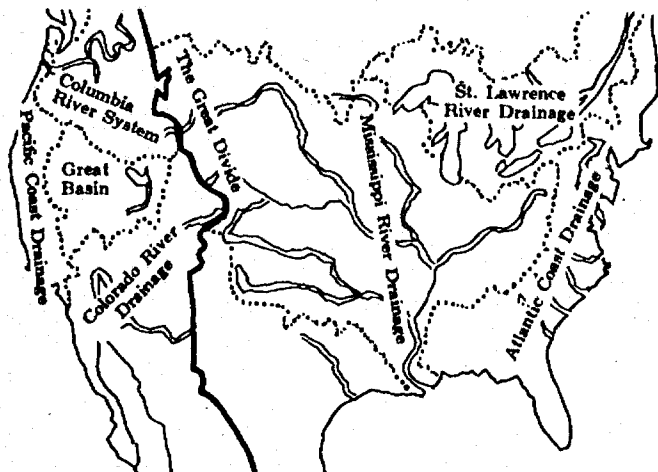 Columbia
River System
The Great Divide
Pacific Coast Drainage
Great
Basin
Colorado River
Drainage
Mississippi River Drainage
St. Lawrence
River Drainage
Atlantic Coast Drainage